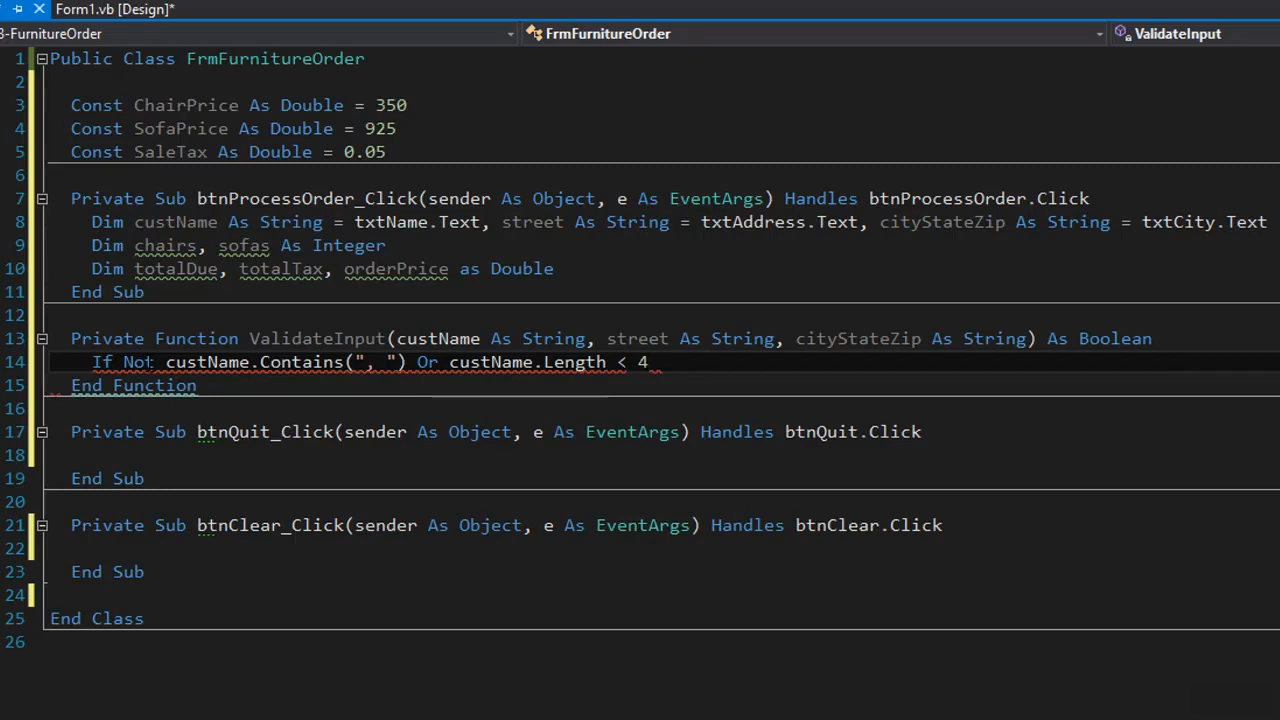 Form1.vb [Design]*
3-FurnitureOrder
FrmFurnitureOrder
ValidateInput
1 Public Class FrmFurnitureOrder
2
3 Const ChairPrice As Double = 350
4 Const SofaPrice As Double = 925
5 Const SaleTax As Double = 0.05
6
7 Private Sub btnProcessOrder_Click(sender As Object, e As EventArgs) Handles btnProcessOrder.Click
8 Dim custName As String = txtName.Text, street As String = txtAddress.Text, cityStateZip As String = txtCity.Text
9 Dim chairs, sofas As Integer
10 Dim totalDue, totalTax, orderPrice as Double
11 End Sub
12
13 Private Function ValidateInput(custName As String, street As String, cityStateZip As String) As Boolean
14 If Not custName.Contains(", ") Or custName.Length < 4
15 End Function
16
17 Private Sub btnQuit_Click(sender As Object, e As EventArgs) Handles btnQuit.Click
18
19 End Sub
20
21 Private Sub btnClear_Click(sender As Object, e As EventArgs) Handles btnClear.Click
22
23 End Sub
24
25 End Class
26